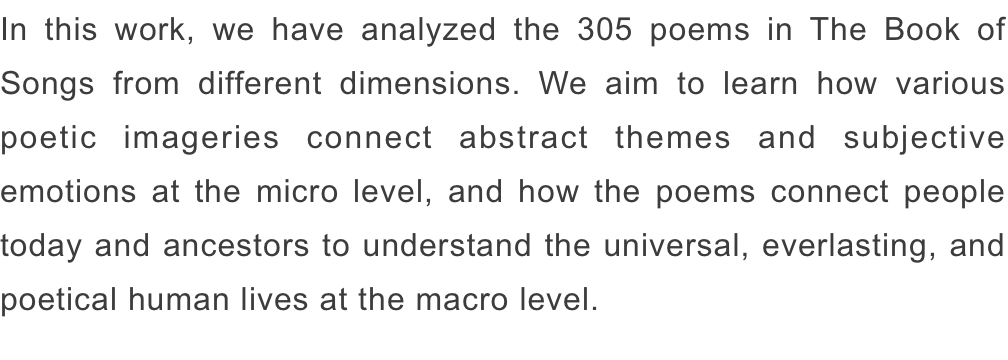 In this work, we have analyzed the 305 poems in The Book of
Songs from different dimensions. We aim to learn how various
poetic imageries connect abstract themes and subjective
emotions at the micro level, and how the poems connect people
today and ancestors to understand the universal, everlasting, and
poetical human lives at the macro level.